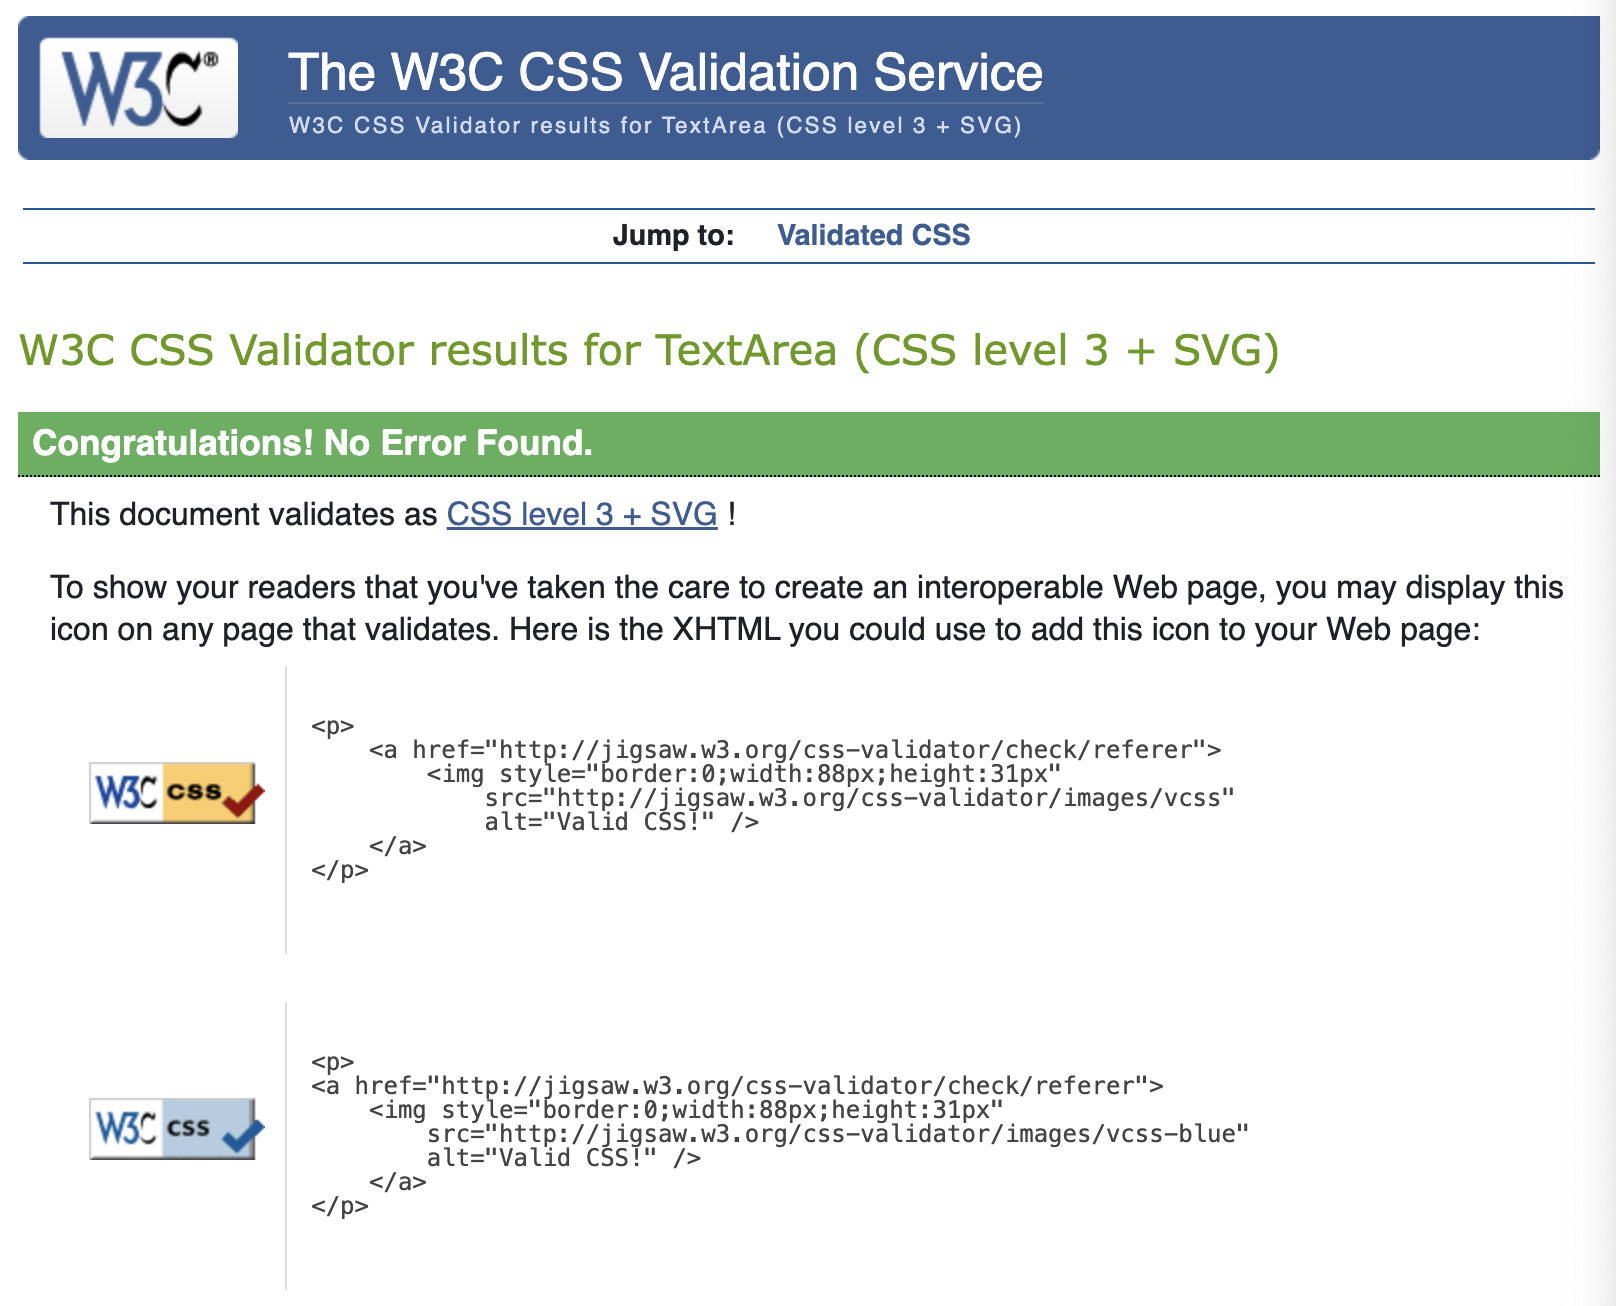 W3C®
The W3C CSS Validation Service
W3C CSS Validator results for TextArea (CSS level 3 + SVG)
Jump to: Validated CSS
W3C CSS Validator results for TextArea (CSS level 3 + SVG)
Congratulations! No Error Found.
This document validates as CSS level 3 + SVG !
To show your readers that you've taken the care to create an interoperable Web page, you may display this
icon on any page that validates. Here is the XHTML you could use to add this icon to your Web page:
W3C css
<p>
    <a href="http://jigsaw.w3.org/css-validator/check/referer">
        <img style="border:0;width:88px;height:31px"
            src="http://jigsaw.w3.org/css-validator/images/vcss"
            alt="Valid CSS!" />
    </a>
</p>
W3C css
<p>
<a href="http://jigsaw.w3.org/css-validator/check/referer">
    <img style="border:0;width:88px;height:31px"
        src="http://jigsaw.w3.org/css-validator/images/vcss-blue"
        alt="Valid CSS!" />
    </a>
</p>